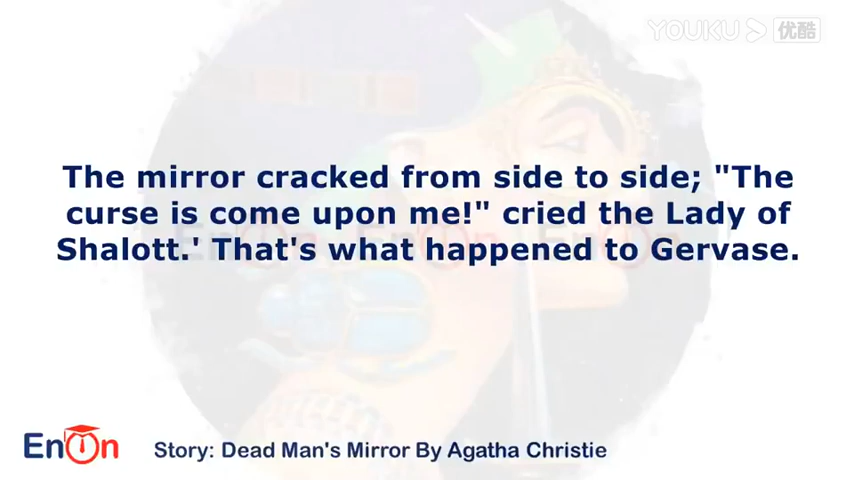 YOUKU 优酷
The mirror cracked from side to side; "The
curse is come upon me!" cried the Lady of
Shalott.' That's what happened to Gervase.
EnOn
Story: Dead Man's Mirror By Agatha Christie